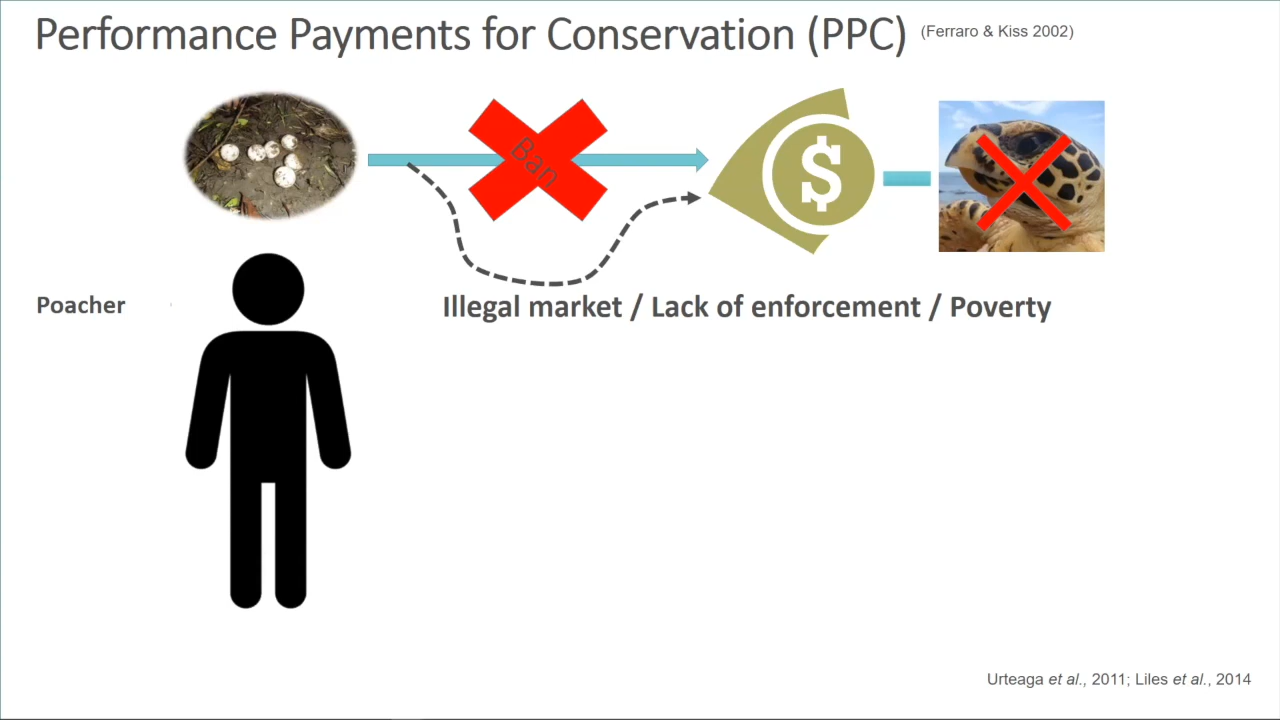 Performance Payments for Conservation (PPC) (Ferraro & Kiss 2002)
Ban
$
Poacher
Illegal market / Lack of enforcement / Poverty
Urteaga et al., 2011; Liles et al., 2014